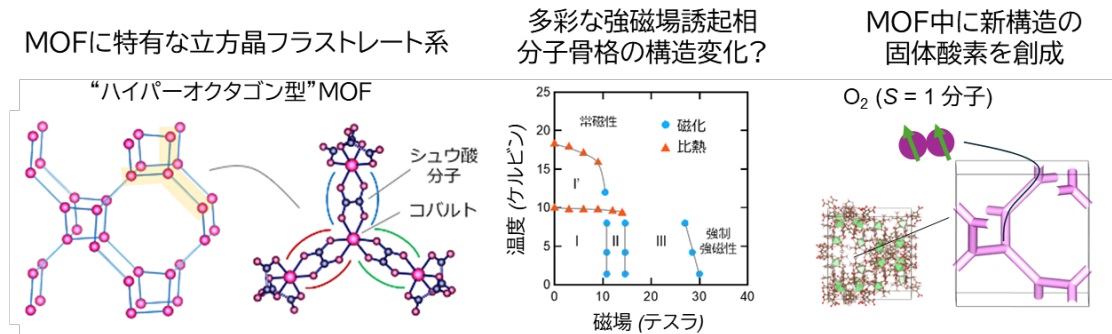 MOFに特有な立方晶フラストレート系
“ハイパーオクタゴン型”MOF
シュウ酸
分子
コバルト
多彩な強磁場誘起相
分子骨格の構造変化?
25
20
15
10
5
0
0
10
20
30
40
常磁性
磁化
比熱
I'
I
II
III
強制
強磁性
温度 (ケルビン)
磁場 (テスラ)
MOF中に新構造の
固体酸素を創成
O₂ (S = 1 分子)